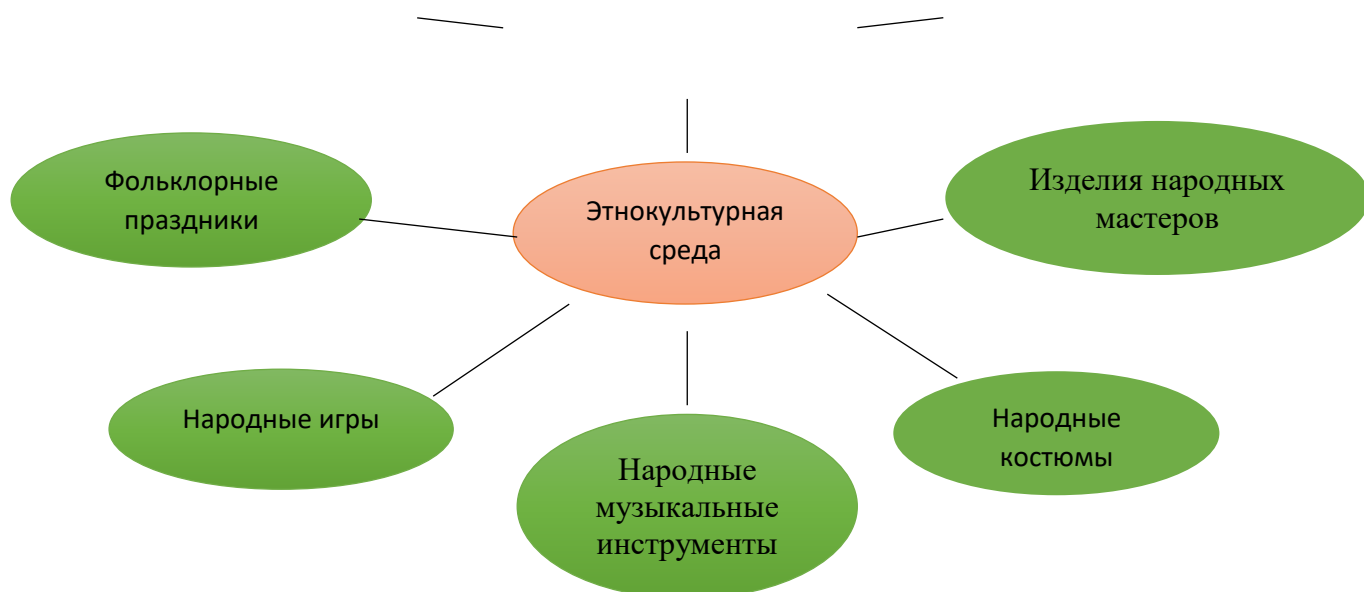 Фольклорные
праздники
Этнокультурная
среда
Изделия народных
мастеров
Народные игры
Народные
музыкальные
инструменты
Народные
костюмы